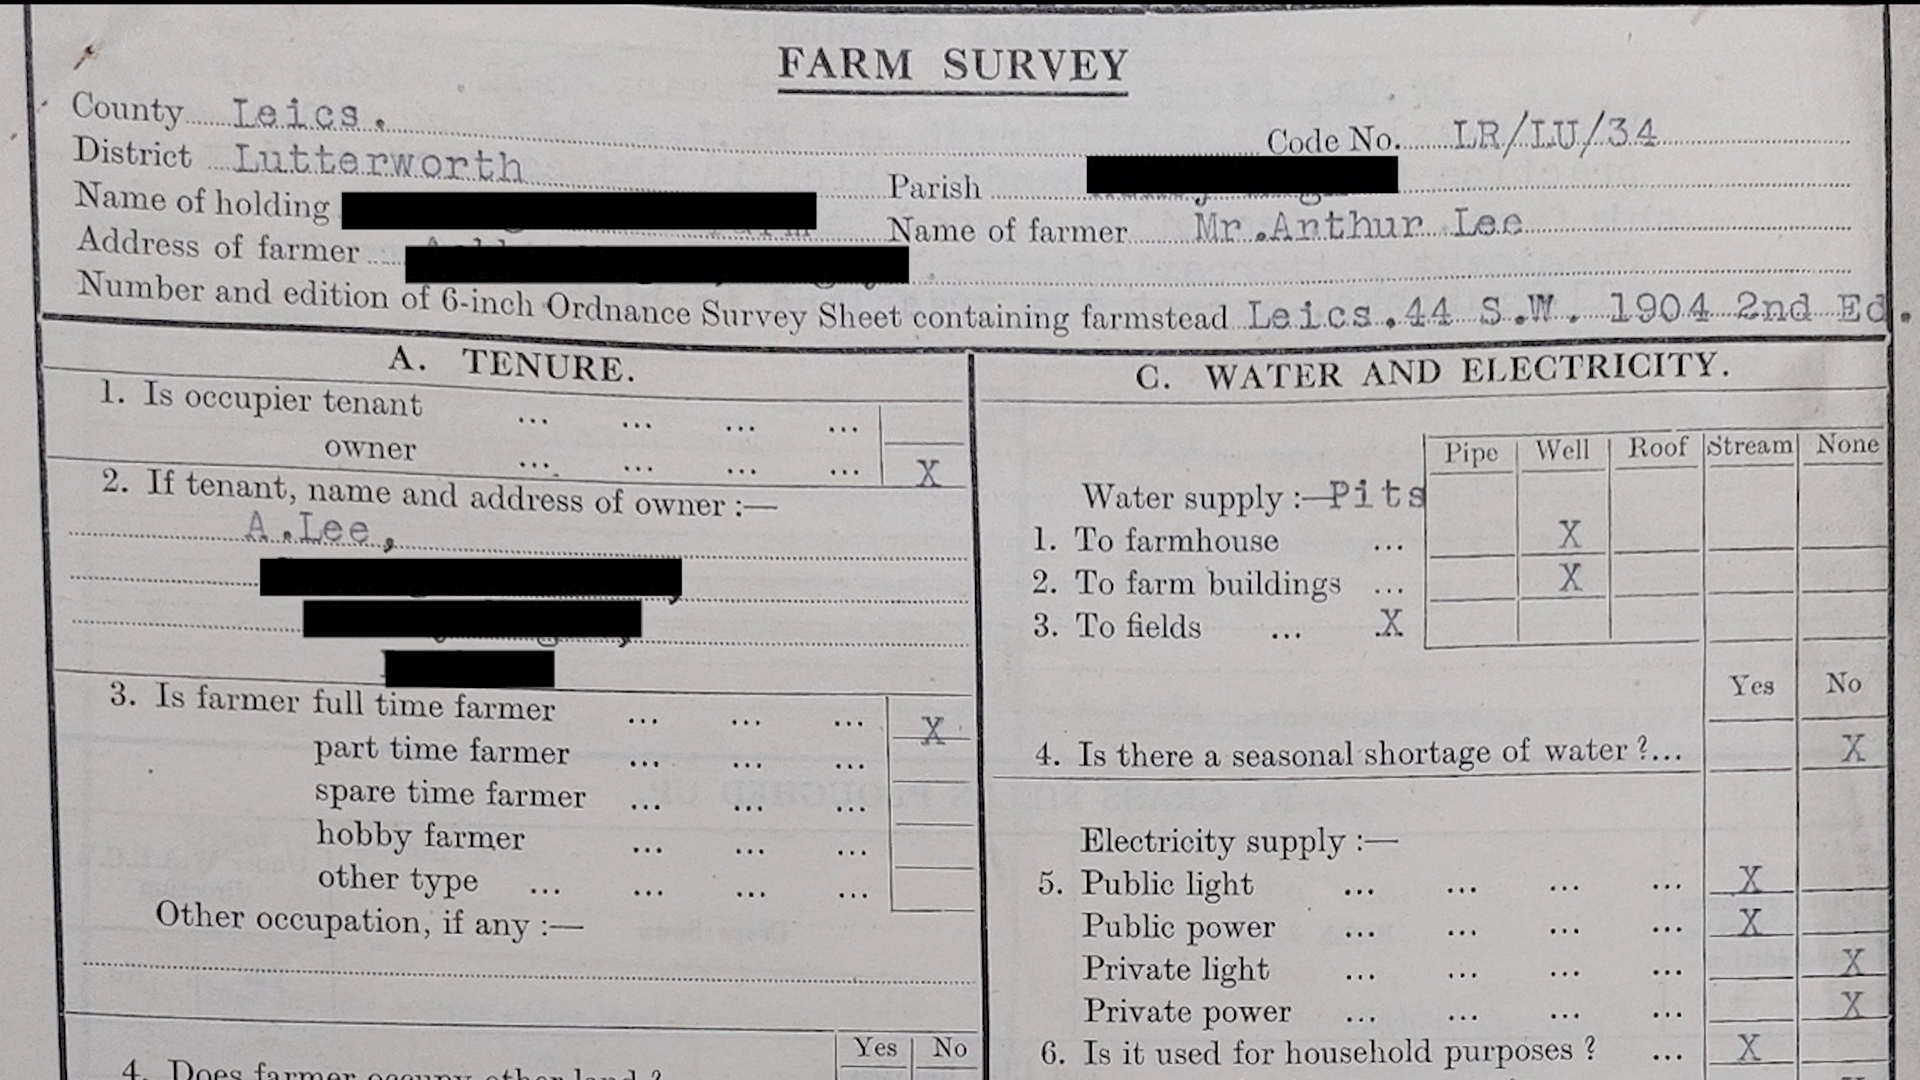 FARM SURVEY
County Leics.
Code No. LR/LU/34
District Lutterworth
Parish
Name of holding
Name of farmer Mr.Arthur Lee
Address of farmer
Number and edition of 6-inch Ordnance Survey Sheet containing farmstead Leics.44 S.W. 1904 2nd Ed.
A. TENURE.
1. Is occupier tenant ... ... ... ...
owner ... ... ... ... X
2. If tenant, name and address of owner :—
A.Lee,
3. Is farmer full time farmer ... ... ... X
part time farmer ... ... ...
spare time farmer ... ... ...
hobby farmer ... ... ...
other type ... ... ... ...
Other occupation, if any :—
Yes No
4. Does farmer occupy other land ?
C. WATER AND ELECTRICITY.
Pipe Well Roof Stream None
Water supply :—Pits
1. To farmhouse ... X
2. To farm buildings ... X
3. To fields ... X
Yes No
4. Is there a seasonal shortage of water ?... X
Electricity supply :—
5. Public light ... ... ... ... X
Public power ... ... ... ... X
Private light ... ... ... ... X
Private power ... ... ... ... X
6. Is it used for household purposes ? ... X